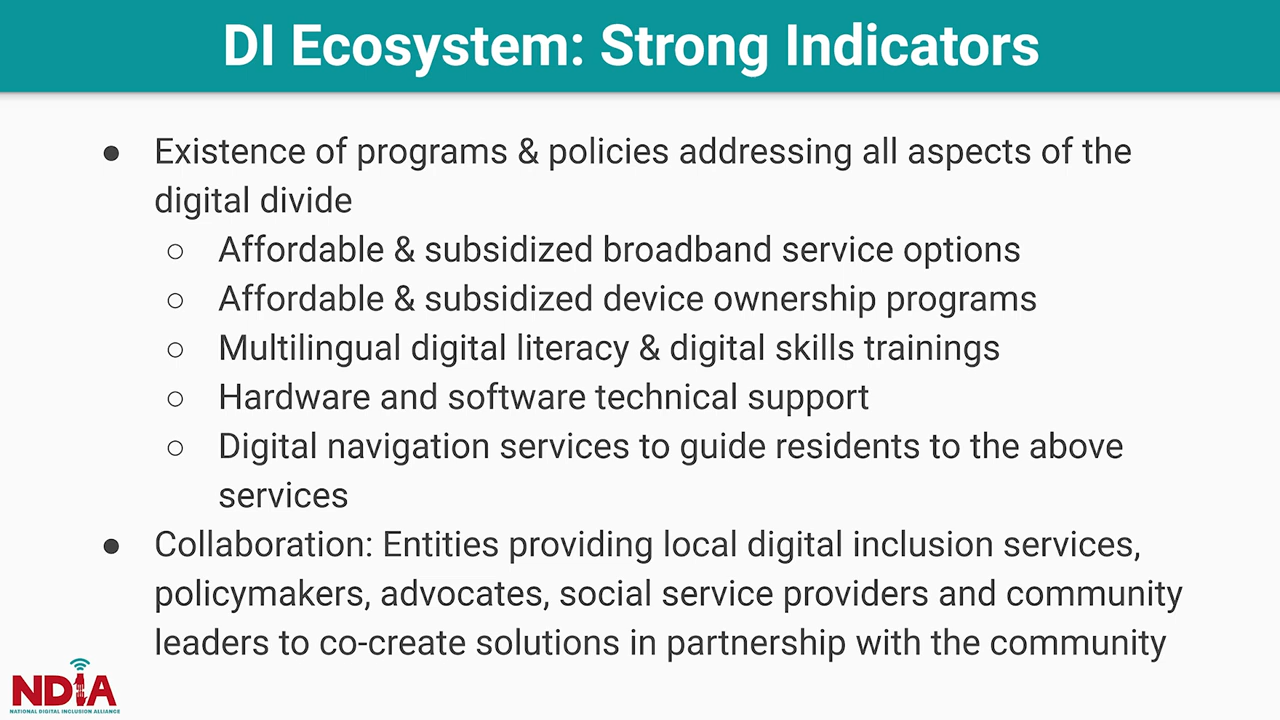 DI Ecosystem: Strong Indicators
● Existence of programs & policies addressing all aspects of the
digital divide
○ Affordable & subsidized broadband service options
○ Affordable & subsidized device ownership programs
○ Multilingual digital literacy & digital skills trainings
○ Hardware and software technical support
○ Digital navigation services to guide residents to the above
services
● Collaboration: Entities providing local digital inclusion services,
policymakers, advocates, social service providers and community
leaders to co-create solutions in partnership with the community
NDIA
NATIONAL DIGITAL INCLUSION ALLIANCE